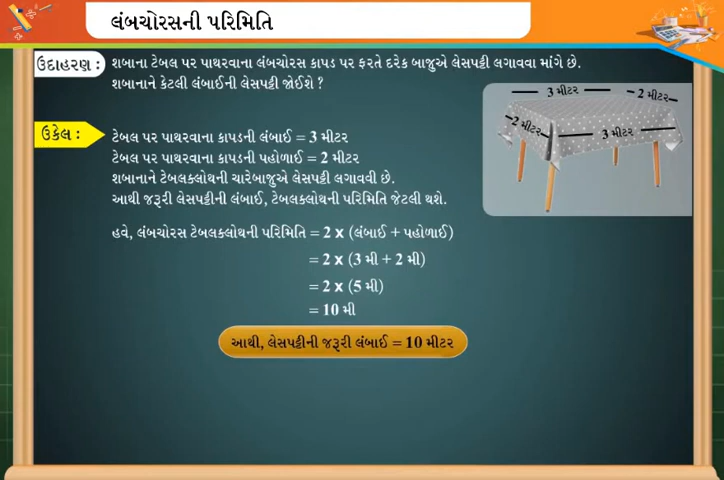 લંબચોરસની પરિમિતિ
ઉદાહરણ : શબાના ટેબલ પર પાથરવાના લંબચોરસ કાપડ પર ફરતે દરેક બાજુએ લેસપટ્ટી લગાવવા માંગે છે.
શબાનાને કેટલી લંબાઈની લેસપટ્ટી જોઈશે ?
3 મીટર
2 મીટર
2 મીટર
3 મીટર
ઉકેલ : ટેબલ પર પાથરવાના કાપડની લંબાઈ = 3 મીટર
ટેબલ પર પાથરવાના કાપડની પહોળાઈ = 2 મીટર
શબાનાને ટેબલક્લોથની ચારેબાજુએ લેસપટ્ટી લગાવવી છે.
આથી જરૂરી લેસપટ્ટીની લંબાઈ, ટેબલક્લોથની પરિમિતિ જેટલી થશે.
હવે, લંબચોરસ ટેબલક્લોથની પરિમિતિ = 2 x (લંબાઈ + પહોળાઈ)
= 2 x (3 મી + 2 મી)
= 2 x (5 મી)
= 10 મી
આથી, લેસપટ્ટીની જરૂરી લંબાઈ = 10 મીટર